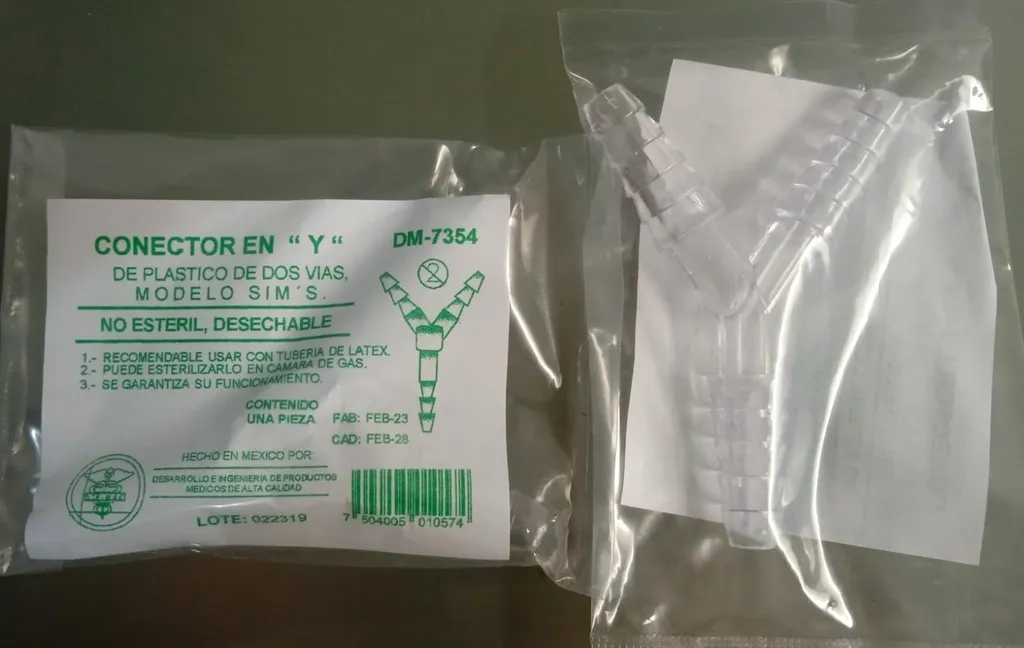 CONECTOR EN “ Y “
DM-7354
DE PLASTICO DE DOS VIAS,
MODELO SIM´S.
NO ESTERIL, DESECHABLE
1.- RECOMENDABLE USAR CON TUBERIA DE LATEX.
2.- PUEDE ESTERILIZARLO EN CAMARA DE GAS.
3.- SE GARANTIZA SU FUNCIONAMIENTO.
CONTENIDO
UNA PIEZA
FAB: FEB-23
CAD: FEB-28
HECHO EN MEXICO POR:
DESARROLLO E INGENIERIA DE PRODUCTOS
MEDICOS DE ALTA CALIDAD
LOTE: 022319
7 504005 010574